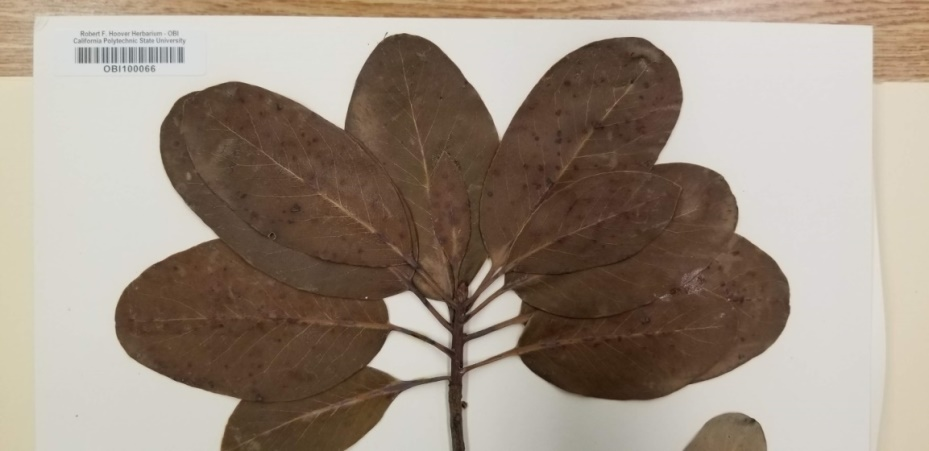 Robert F. Hoover Herbarium - OBI
California Polytechnic State University
OBI100066